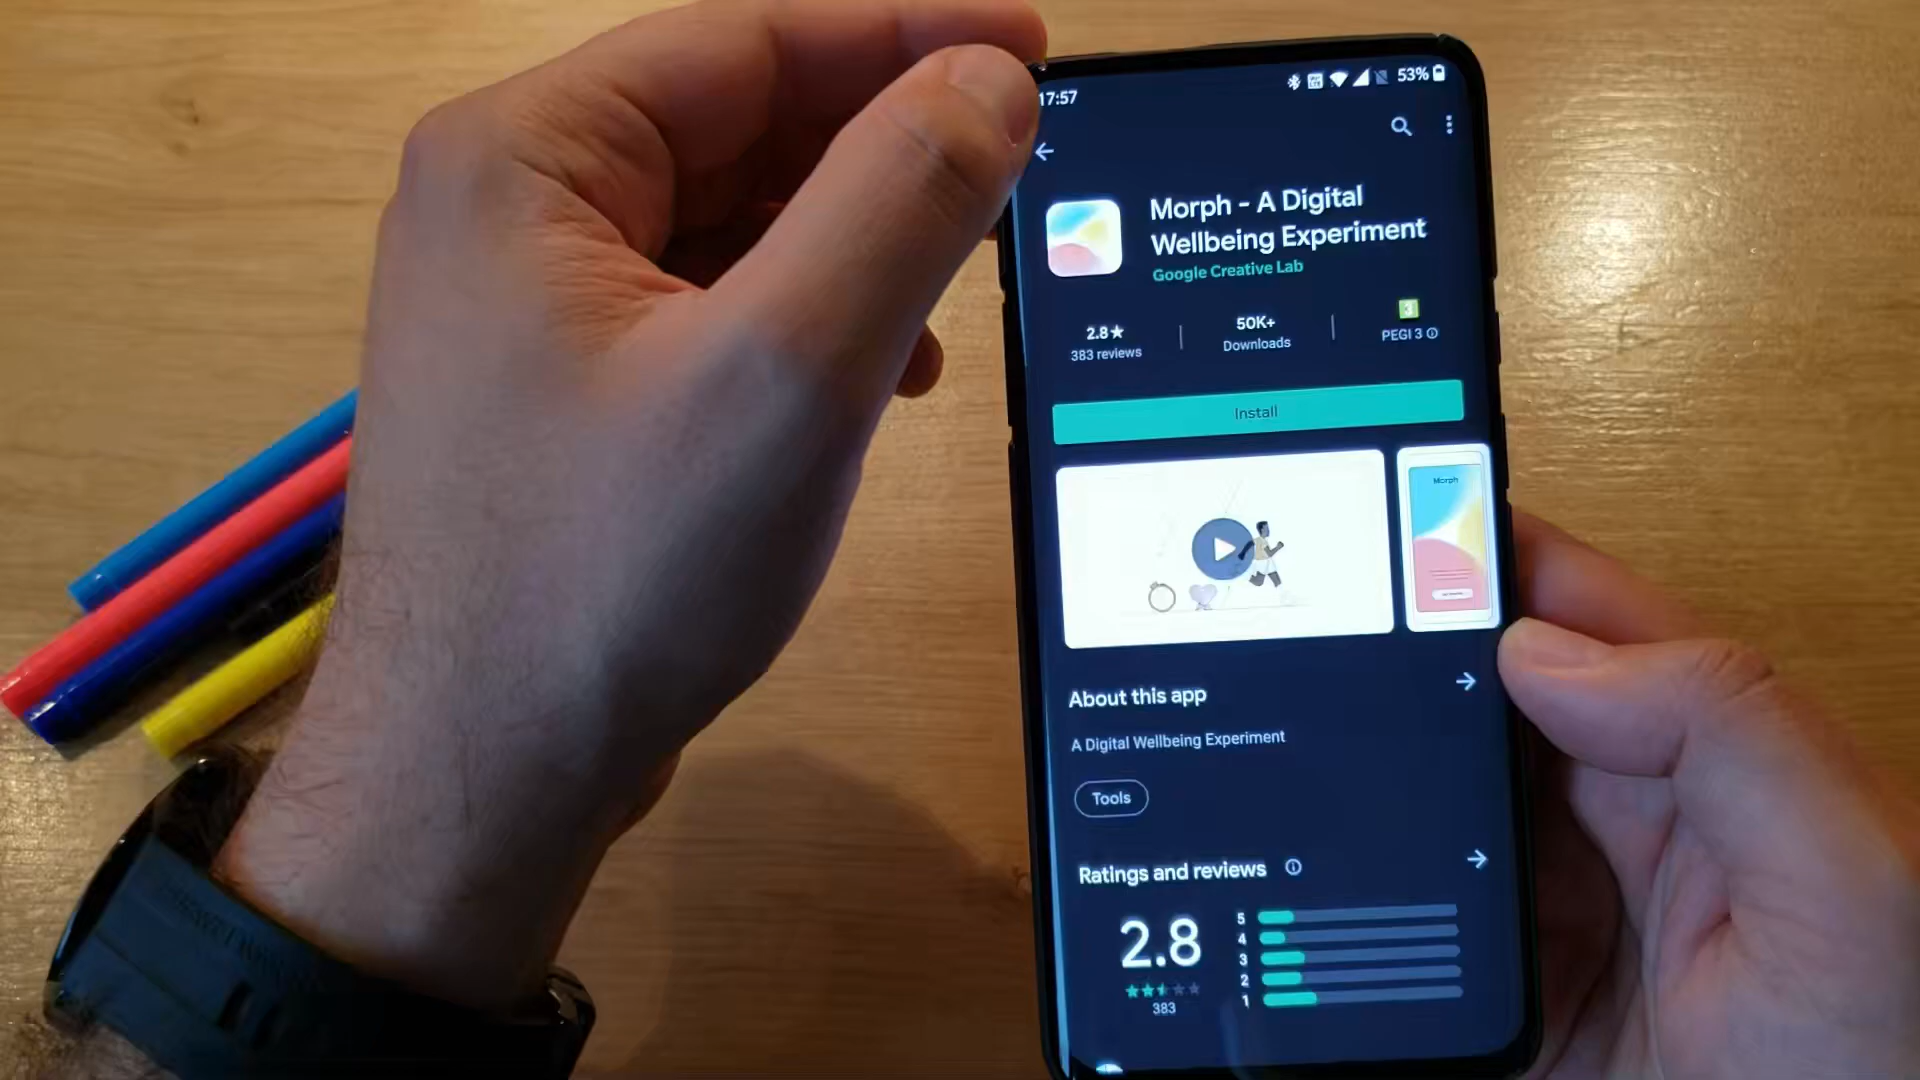 17:57
53%
Morph - A Digital
Wellbeing Experiment
Google Creative Lab
2.8★
383 reviews
50K+
Downloads
3
PEGI 3
Install
Morph
About this app
A Digital Wellbeing Experiment
Tools
Ratings and reviews
2.8
383
5
4
3
2
1